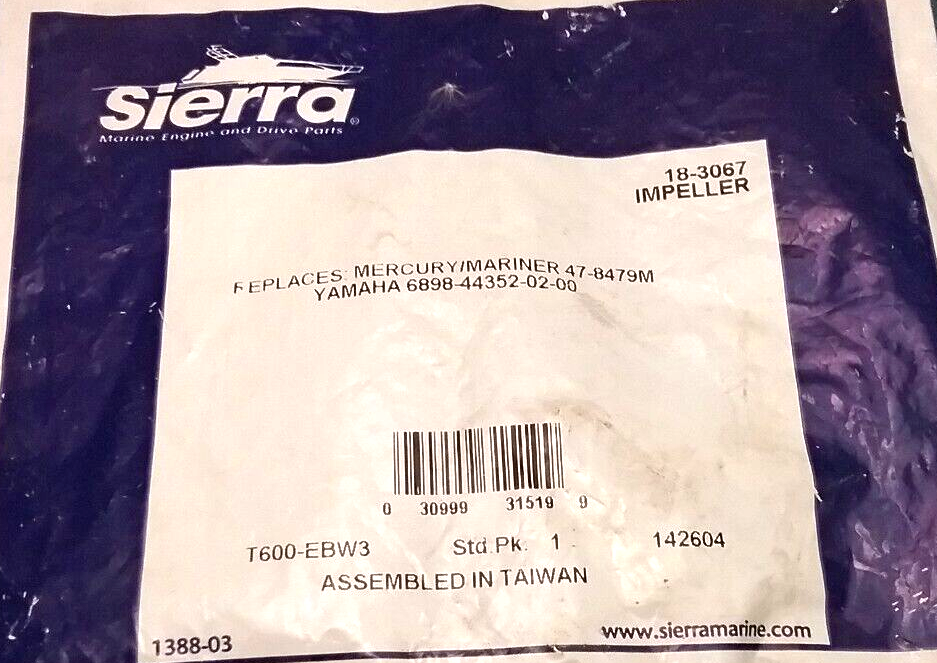 Sierra®
Marine Engine and Drive Parts
18-3067
IMPELLER
REPLACES: MERCURY/MARINER 47-8479M
YAMAHA 6898-44352-02-00
0 30999 31519 9
T600-EBW3 Std.Pk. 1 142604
ASSEMBLED IN TAIWAN
1388-03 www.sierramarine.com